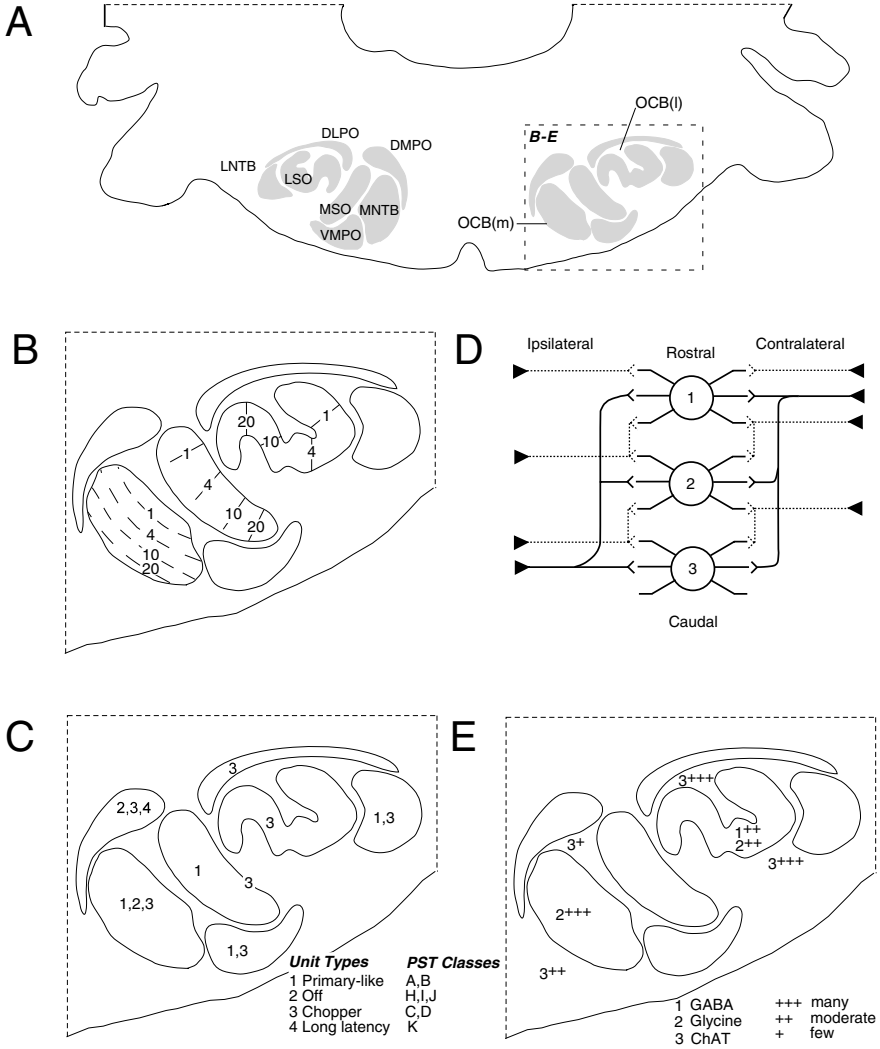 A
OCB(l)
B-E
DLPO
DMPO
LNTB
LSO
MSO MNTB
OCB(m)
VMPO
B
20
10
1
4
1
4
10
20
1
4
10
20
D
Ipsilateral
Rostral
Contralateral
1
2
3
Caudal
C
3
2,3,4
3
1,3
1
3
1,2,3
1,3
Unit Types PST Classes
1 Primary-like A,B
2 Off H,I,J
3 Chopper C,D
4 Long latency K
E
3+++
1++
2++
3+
3+++
2+++
3++
1 GABA +++ many
2 Glycine ++ moderate
3 ChAT + few